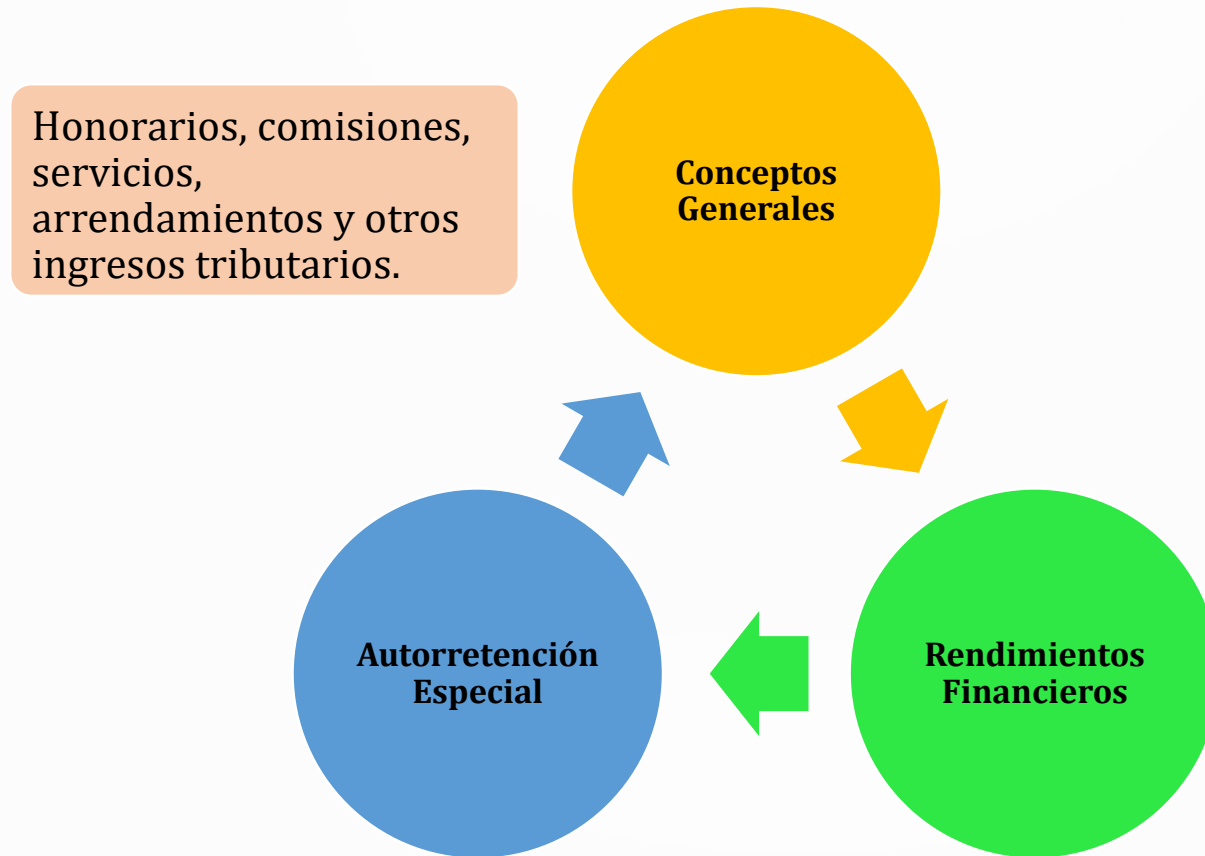 Honorarios, comisiones,
servicios,
arrendamientos y otros
ingresos tributarios.
Conceptos
Generales
Rendimientos
Financieros
Autorretención
Especial